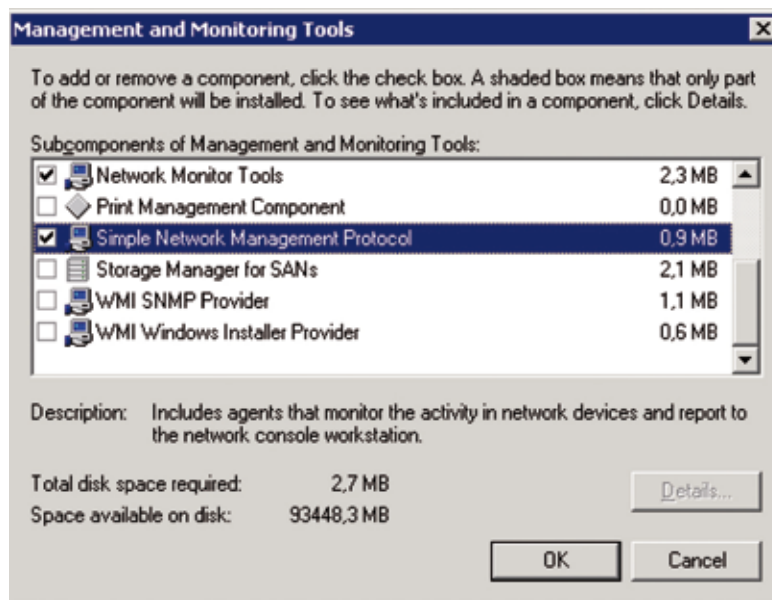 Management and Monitoring Tools
To add or remove a component, click the check box. A shaded box means that only part
of the component will be installed. To see what's included in a component, click Details.
Subcomponents of Management and Monitoring Tools:
Network Monitor Tools 2,3 MB
Print Management Component 0,0 MB
Simple Network Management Protocol 0,9 MB
Storage Manager for SANs 2,1 MB
WMI SNMP Provider 1,1 MB
WMI Windows Installer Provider 0,6 MB
Description: Includes agents that monitor the activity in network devices and report to
the network console workstation.
Total disk space required: 2,7 MB
Details...
Space available on disk: 93448,3 MB
OK Cancel